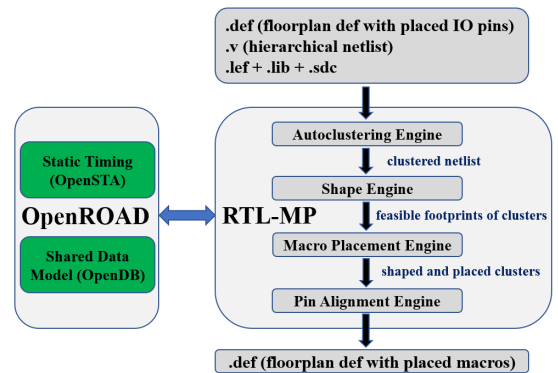 .def (floorplan def with placed IO pins)
.v (hierarchical netlist)
.lef + .lib + .sdc
Static Timing
(OpenSTA)
OpenROAD
Shared Data
Model (OpenDB)
RTL-MP
Autoclustering Engine
clustered netlist
Shape Engine
feasible footprints of clusters
Macro Placement Engine
shaped and placed clusters
Pin Alignment Engine
.def (floorplan def with placed macros)